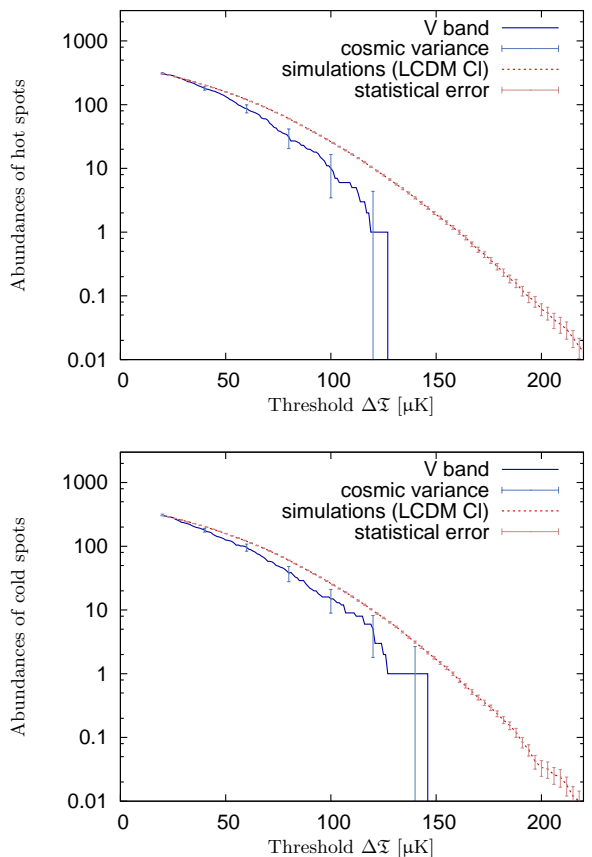 Abundances of hot spots
1000
100
10
1
0.1
0.01
V band
cosmic variance
simulations (LCDM Cl)
statistical error
0 50 100 150 200
Threshold Δ𝔗 [μK]
Abundances of cold spots
1000
100
10
1
0.1
0.01
V band
cosmic variance
simulations (LCDM Cl)
statistical error
0 50 100 150 200
Threshold Δ𝔗 [μK]